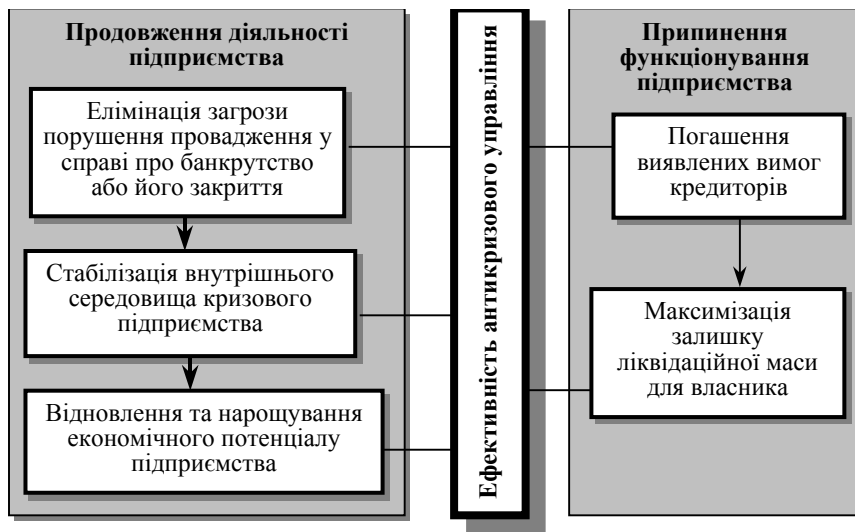 Продовження діяльності
підприємства
Елімінація загрози
порушення провадження у
справі про банкрутство
або його закриття
Стабілізація внутрішнього
середовища кризового
підприємства
Відновлення та нарощування
економічного потенціалу
підприємства
Ефективність антикризового управління
Припинення
функціонування
підприємства
Погашення
виявлених вимог
кредиторів
Максимізація
залишку
ліквідаційної маси
для власника